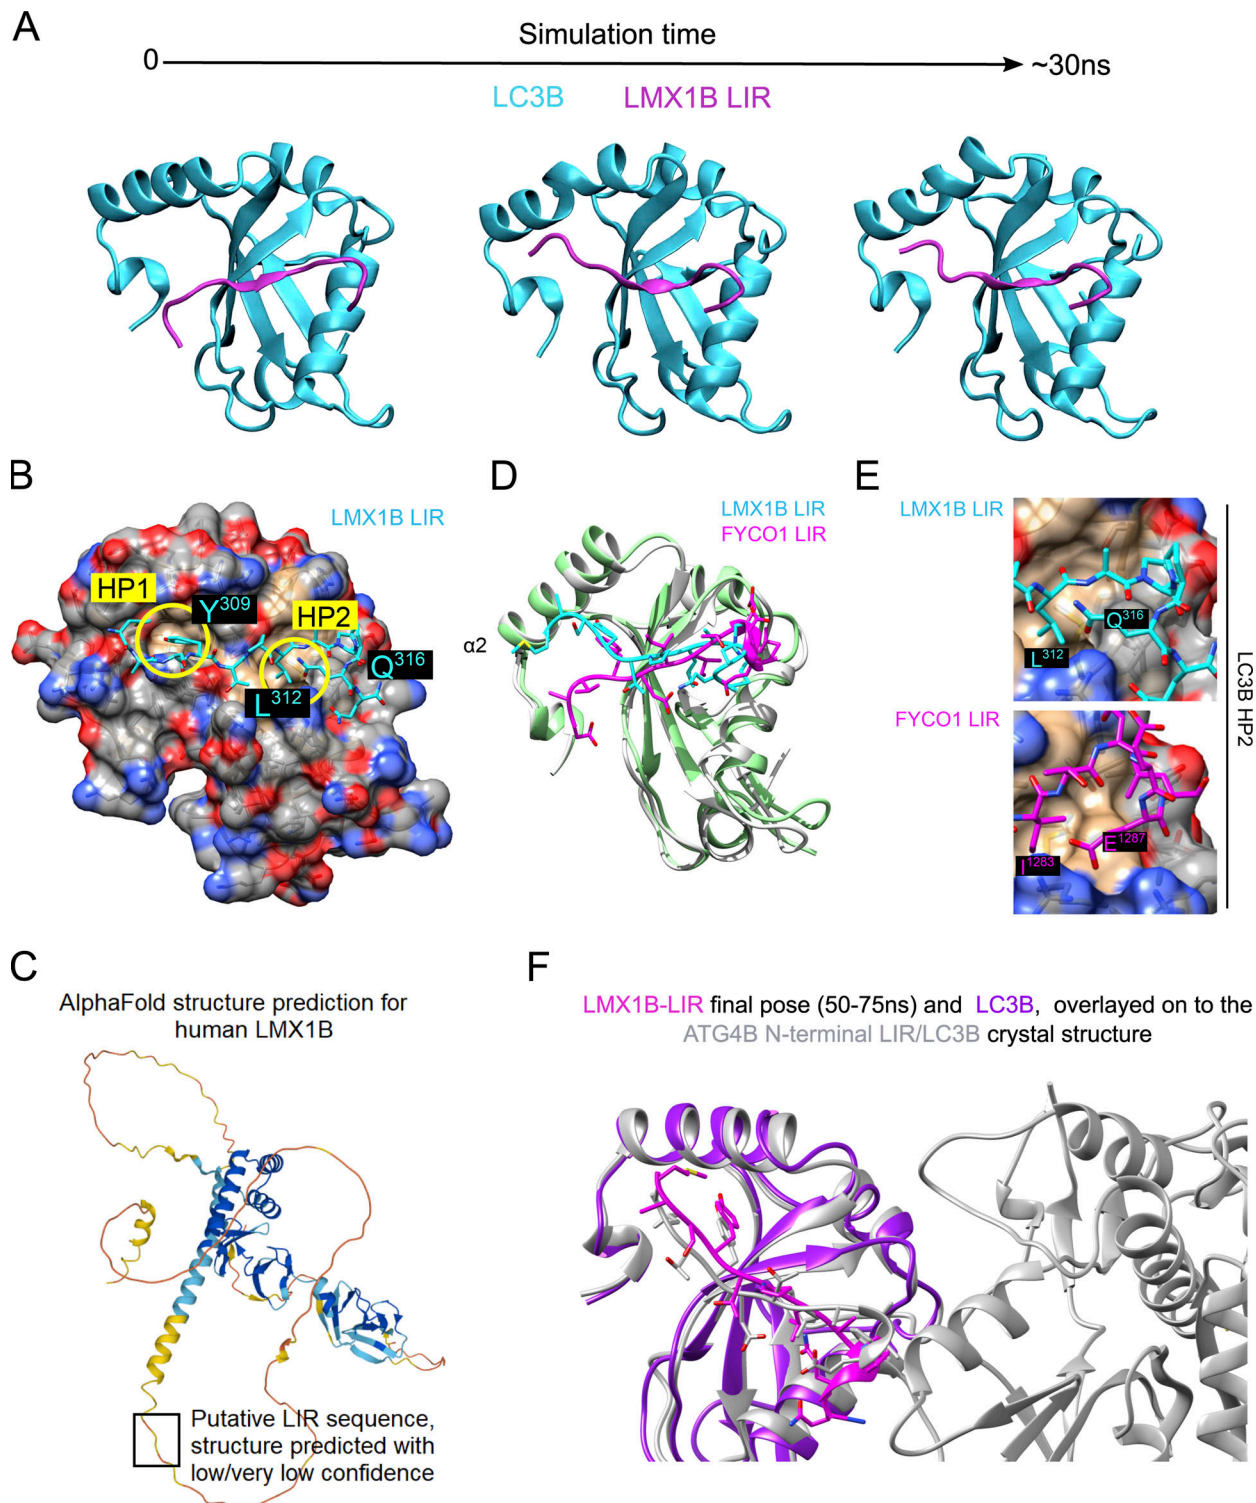 A
Simulation time
0
~30ns
LC3B LMX1B LIR
B
LMX1B LIR
HP1
Y309
HP2
Q316
L312
D
LMX1B LIR
FYCO1 LIR
α2
E
LMX1B LIR
Q316
L312
FYCO1 LIR
E1287
I1283
LC3B HP2
C
AlphaFold structure prediction for
human LMX1B
Putative LIR sequence,
structure predicted with
low/very low confidence
F
LMX1B-LIR final pose (50-75ns) and LC3B, overlayed on to the
ATG4B N-terminal LIR/LC3B crystal structure